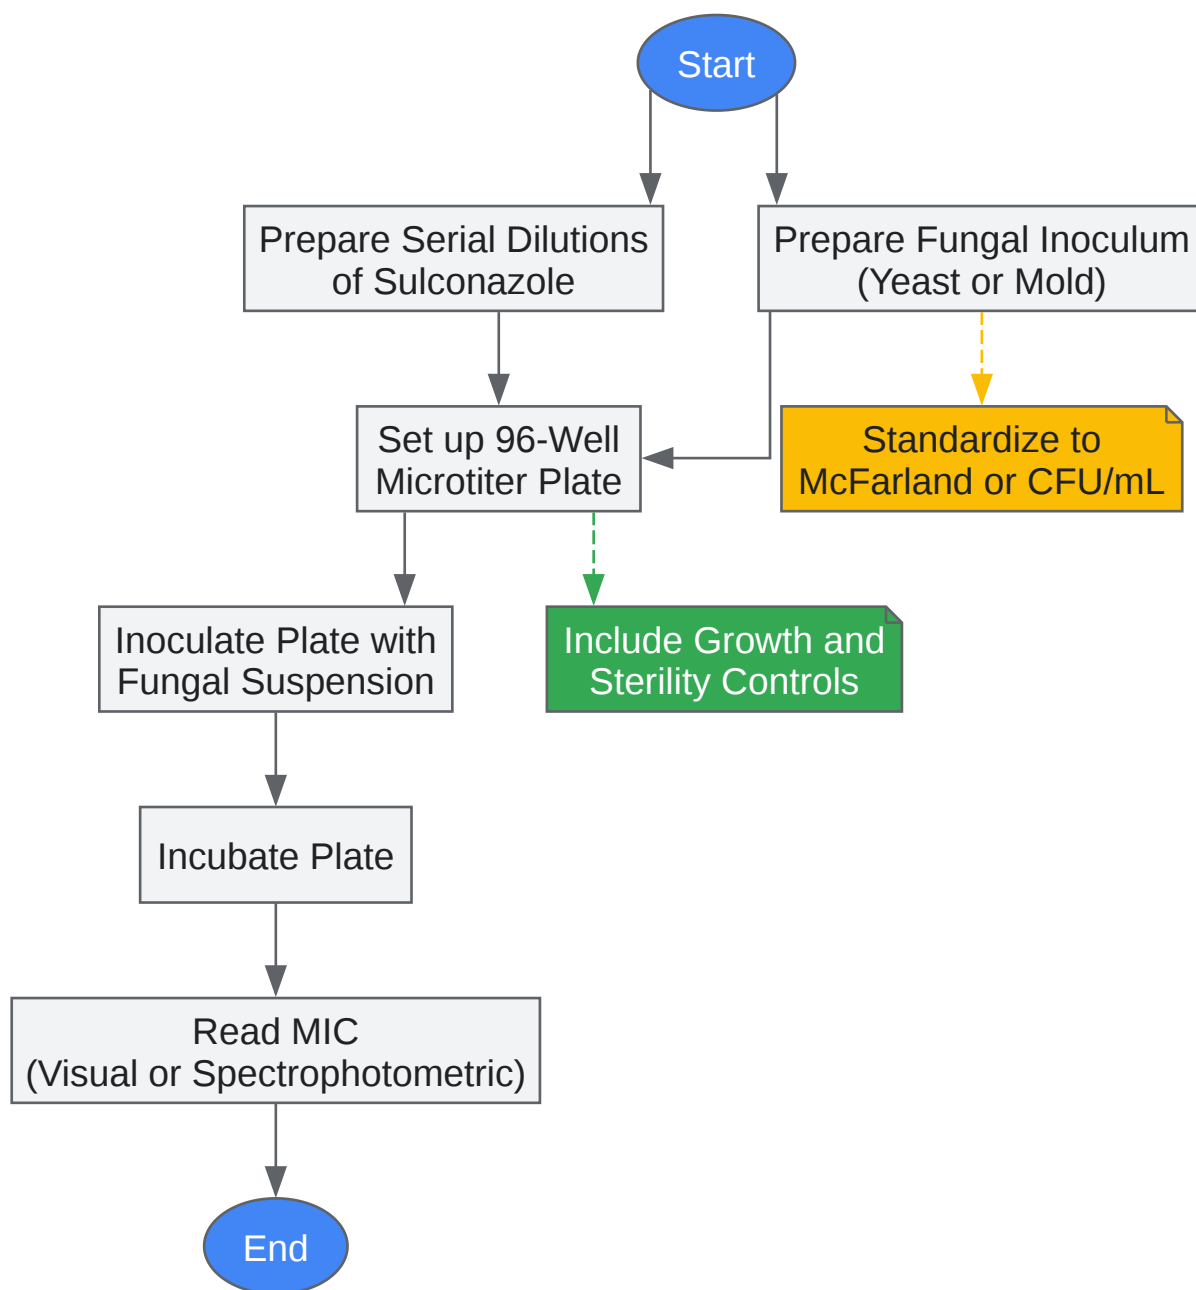 Start
Prepare Serial Dilutions
of Sulconazole
Prepare Fungal Inoculum
(Yeast or Mold)
Set up 96-Well
Microtiter Plate
Standardize to
McFarland or CFU/mL
Inoculate Plate with
Fungal Suspension
Include Growth and
Sterility Controls
Incubate Plate
Read MIC
(Visual or Spectrophotometric)
End